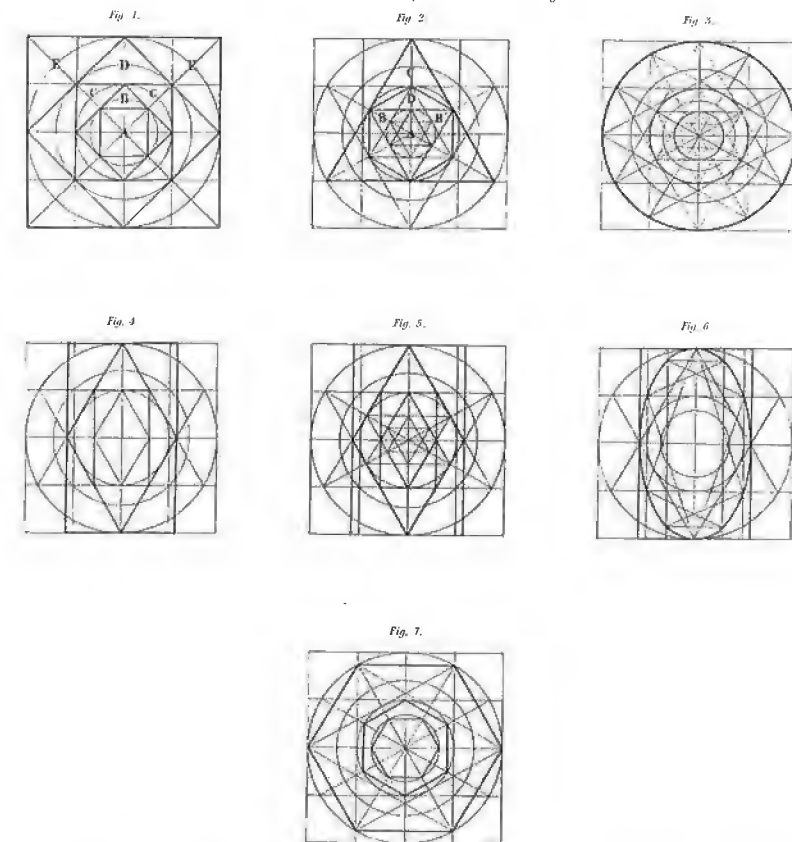 Fig. 1.
Fig. 2
Fig. 3.
E D E
C B C
A
C
D
B B
A
Fig. 4
Fig. 5.
Fig. 6
Fig. 7.